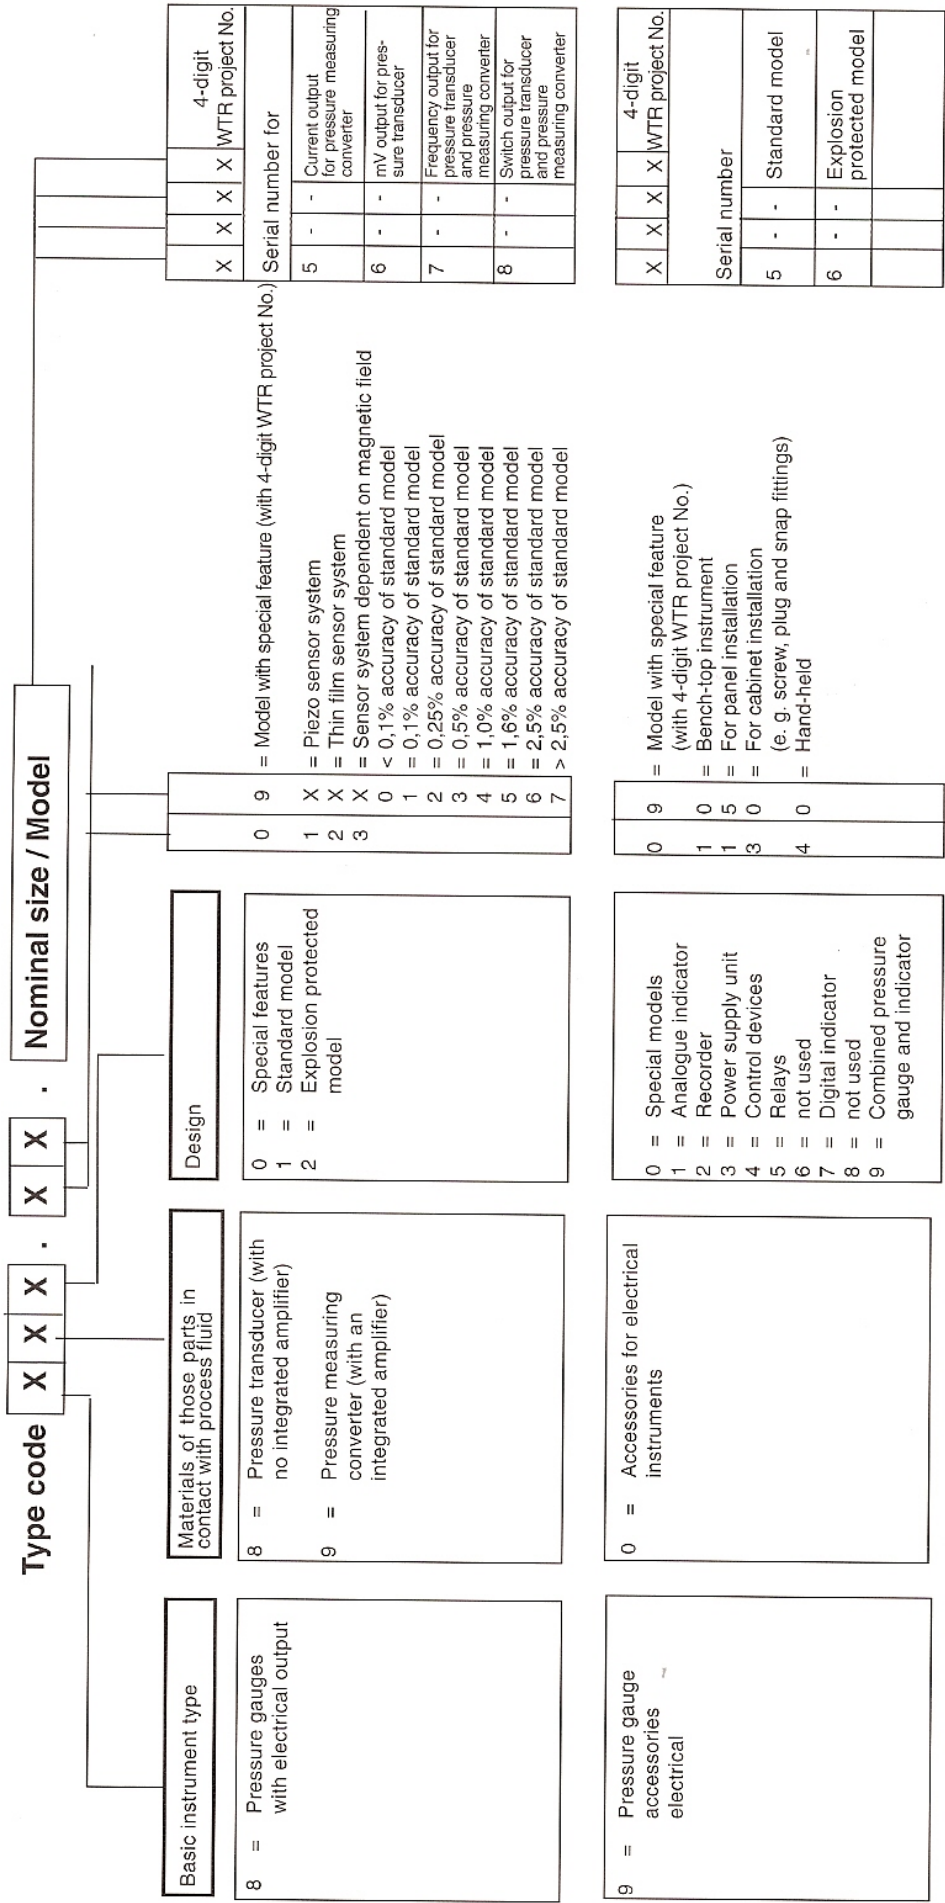 Type code X X X . X X . Nominal size / Model
Basic instrument type
8 = Pressure gauges
with electrical output
9 = Pressure gauge
accessories
electrical
Materials of those parts in
contact with process fluid
8 = Pressure transducer (with
no integrated amplifier)
9 = Pressure measuring
converter (with an
integrated amplifier)
0 = Accessories for electrical
instruments
Design
0 = Special features
1 = Standard model
2 = Explosion protected
model
0 = Special models
1 = Analogue indicator
2 = Recorder
3 = Power supply unit
4 = Control devices
5 = Relays
6 = not used
7 = Digital indicator
8 = not used
9 = Combined pressure
gauge and indicator
0 9 = Model with special feature (with 4-digit WTR project No.)
1 X = Piezo sensor system
2 X = Thin film sensor system
3 X = Sensor system dependent on magnetic field
0 < 0,1% accuracy of standard model
1 = 0,1% accuracy of standard model
2 = 0,25% accuracy of standard model
3 = 0,5% accuracy of standard model
4 = 1,0% accuracy of standard model
5 = 1,6% accuracy of standard model
6 = 2,5% accuracy of standard model
7 > 2,5% accuracy of standard model
0 9 = Model with special feature
(with 4-digit WTR project No.)
1 0 = Bench-top instrument
1 5 = For panel installation
3 0 = For cabinet installation
(e. g. screw, plug and snap fittings)
4 0 = Hand-held
4-digit
X X X X WTR project No.
Serial number for
5 - - Current output
for pressure measuring
converter
6 - - mV output for pres-
sure transducer
7 - - Frequency output for
pressure transducer
and pressure
measuring converter
8 - - Switch output for
pressure transducer
and pressure
measuring converter
4-digit
X X X X WTR project No.
Serial number
5 - - Standard model
6 - - Explosion
protected model